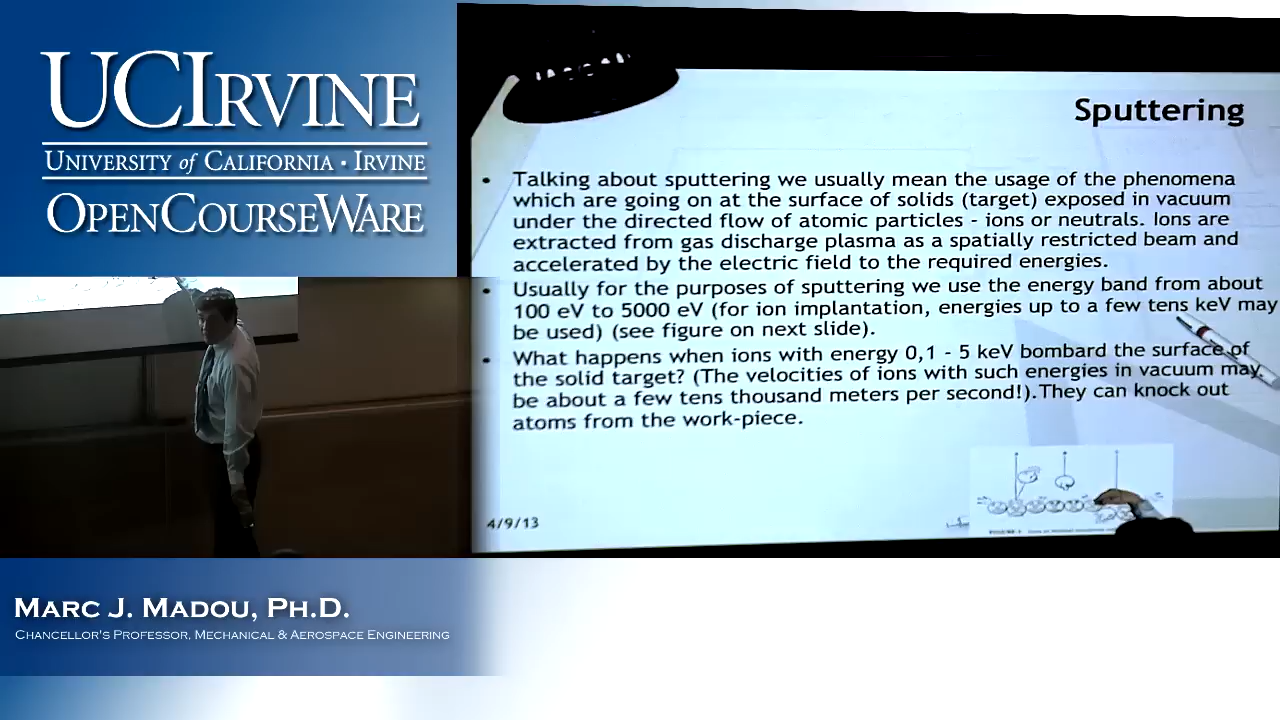 UCIRVINE
UNIVERSITY of CALIFORNIA · IRVINE
OPENCOURSEWARE
Sputtering
• Talking about sputtering we usually mean the usage of the phenomena
which are going on at the surface of solids (target) exposed in vacuum
under the directed flow of atomic particles - ions or neutrals. Ions are
extracted from gas discharge plasma as a spatially restricted beam and
accelerated by the electric field to the required energies.
• Usually for the purposes of sputtering we use the energy band from about
100 eV to 5000 eV (for ion implantation, energies up to a few tens keV may
be used) (see figure on next slide).
• What happens when ions with energy 0,1 - 5 keV bombard the surface of
the solid target? (The velocities of ions with such energies in vacuum may
be about a few tens thousand meters per second!).They can knock out
atoms from the work-piece.
4/9/13
MARC J. MADOU, PH.D.
CHANCELLOR'S PROFESSOR, MECHANICAL & AEROSPACE ENGINEERING